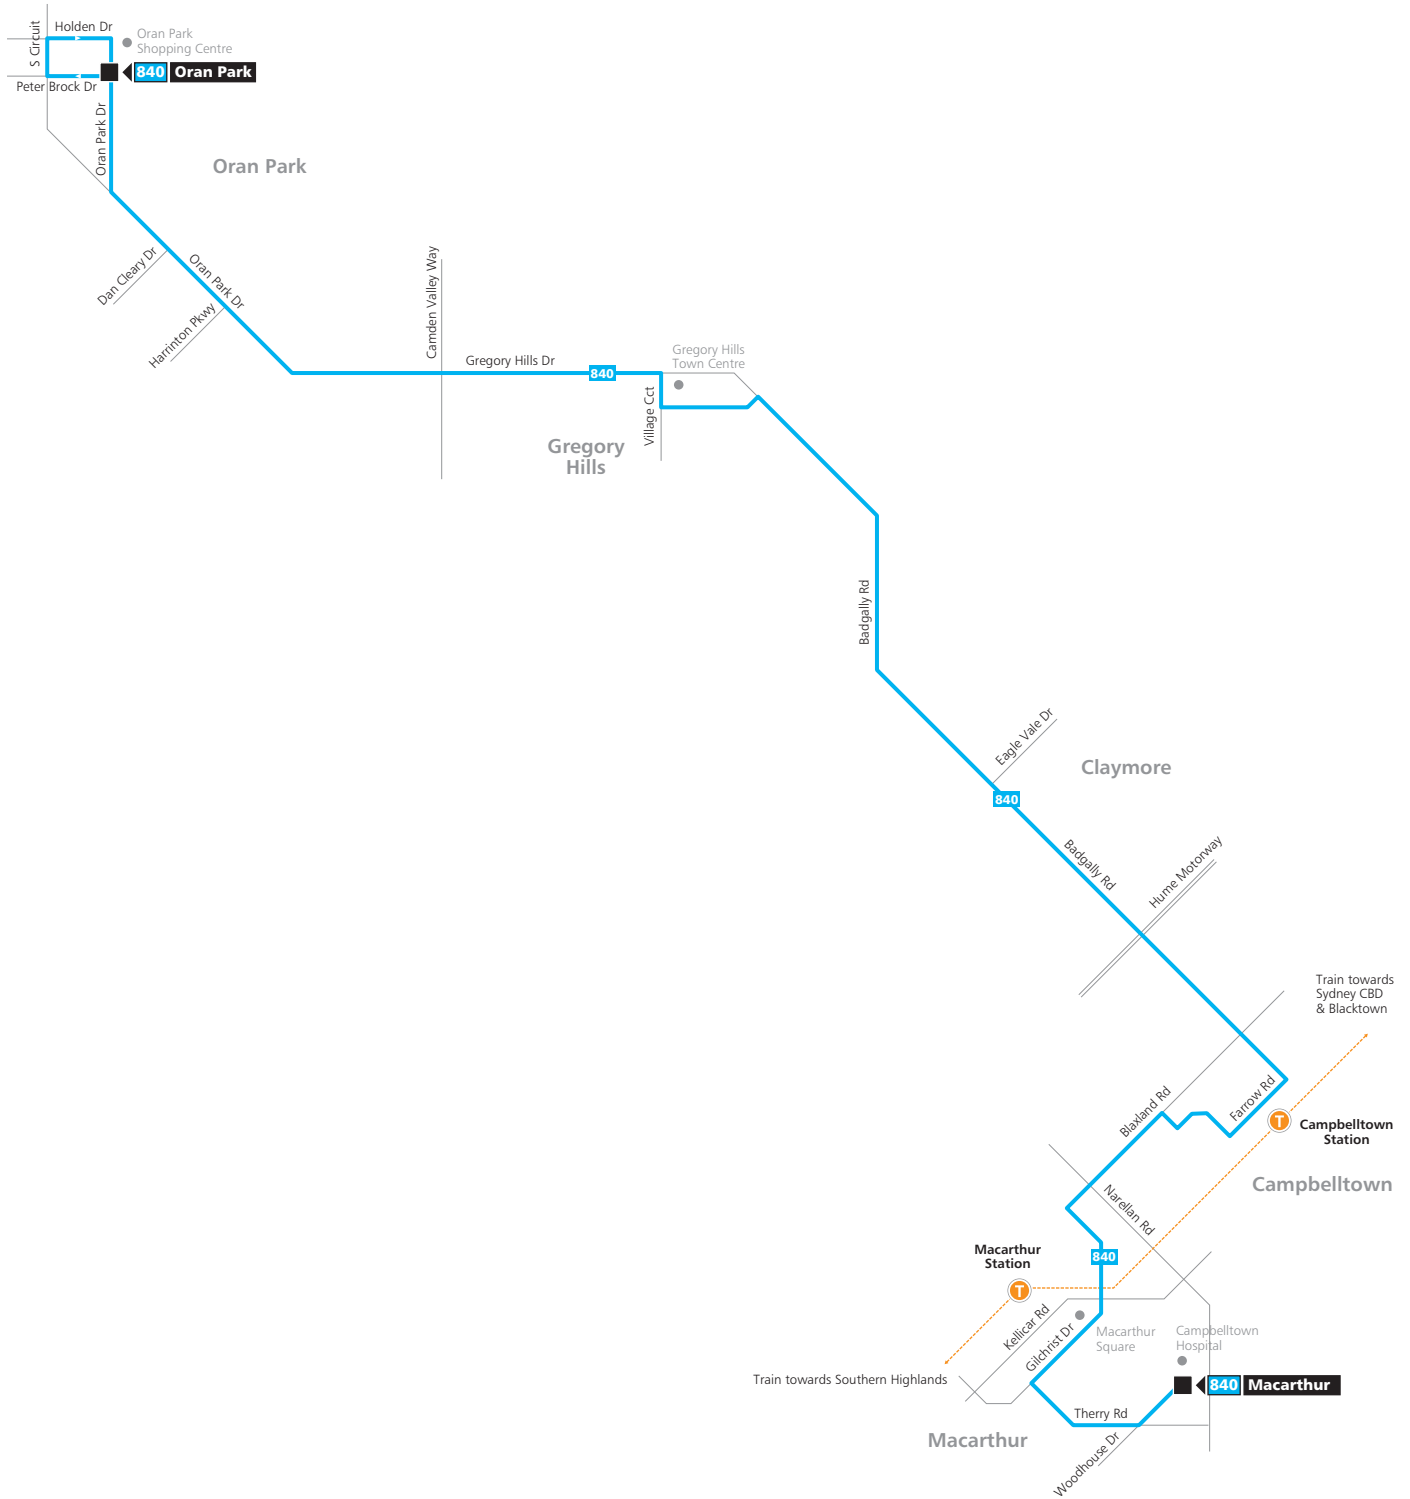 Holden Dr
S Circuit
Oran Park
Shopping Centre
840 Oran Park
Peter Brock Dr
Oran Park Dr
Oran Park
Dan Cleary Dr
Oran Park Dr
Harrinton Pkwy
Camden Valley Way
Gregory Hills Dr
840
Gregory Hills
Town Centre
Village Cct
Gregory
Hills
Badgally Rd
Eagle Vale Dr
Claymore
840
Badgally Rd
Hume Motorway
Train towards
Sydney CBD
& Blacktown
Farrow Rd
Blaxland Rd
T
Campbelltown
Station
Campbelltown
Narellan Rd
Macarthur
Station
840
T
Kellicar Rd
Gilchrist Dr
Macarthur
Square
Campbelltown
Hospital
Train towards Southern Highlands
840 Macarthur
Therry Rd
Macarthur
Woodhouse Dr